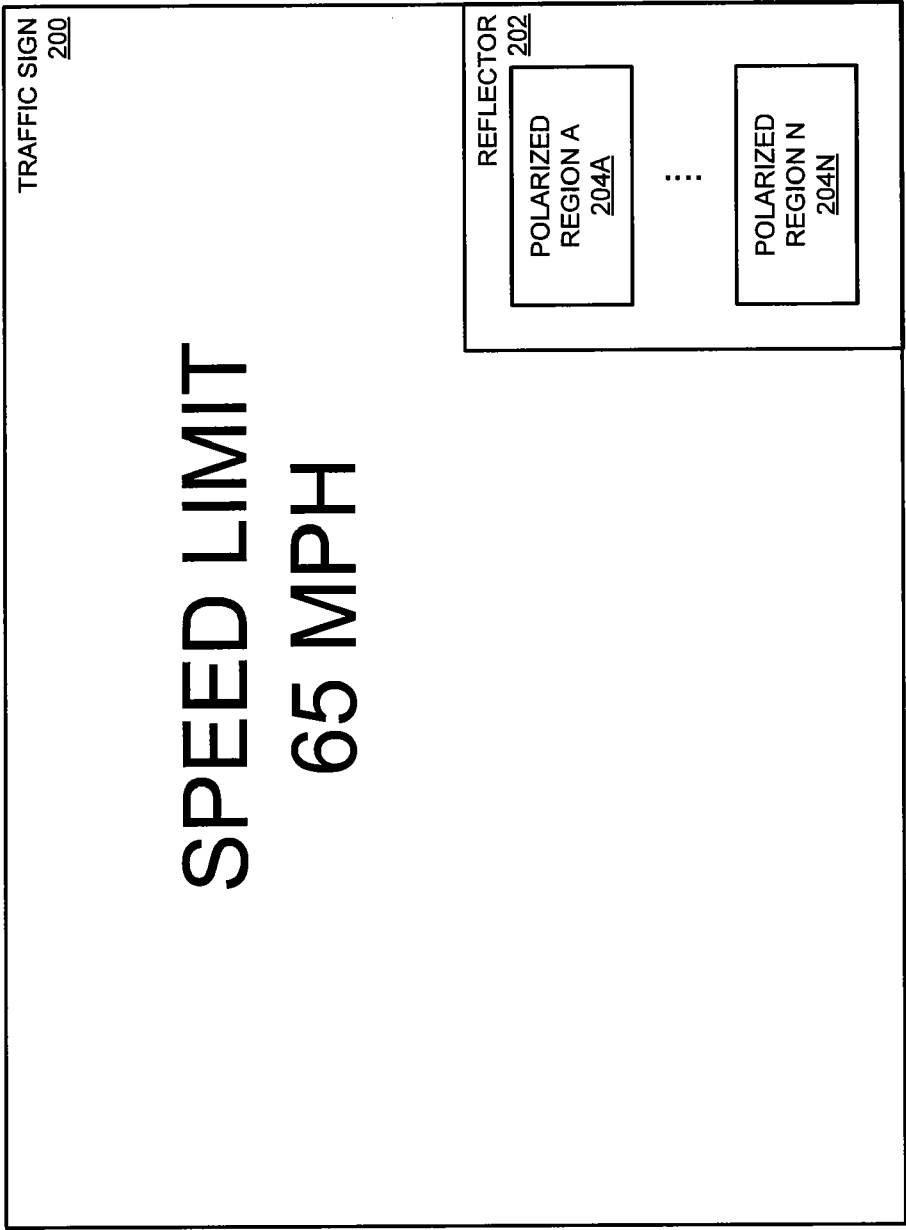 TRAFFIC SIGN
200
SPEED LIMIT
65 MPH
REFLECTOR
202
POLARIZED
REGION A
204A
POLARIZED
REGION N
204N